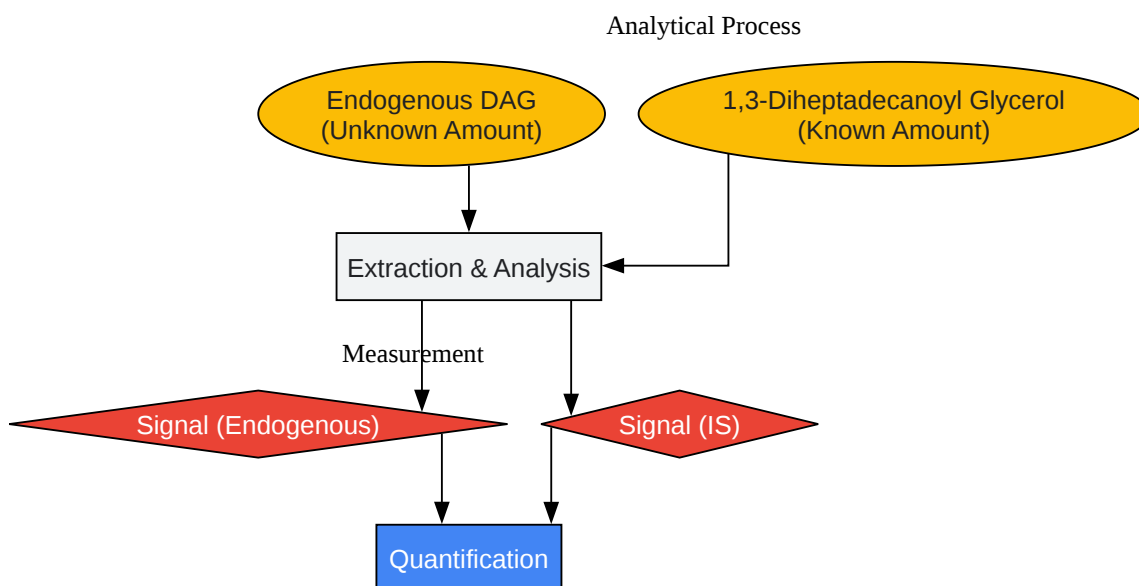 Analytical Process
Endogenous DAG
(Unknown Amount)
1,3-Diheptadecanoyl Glycerol
(Known Amount)
Extraction & Analysis
Measurement
Signal (Endogenous)
Signal (IS)
Quantification